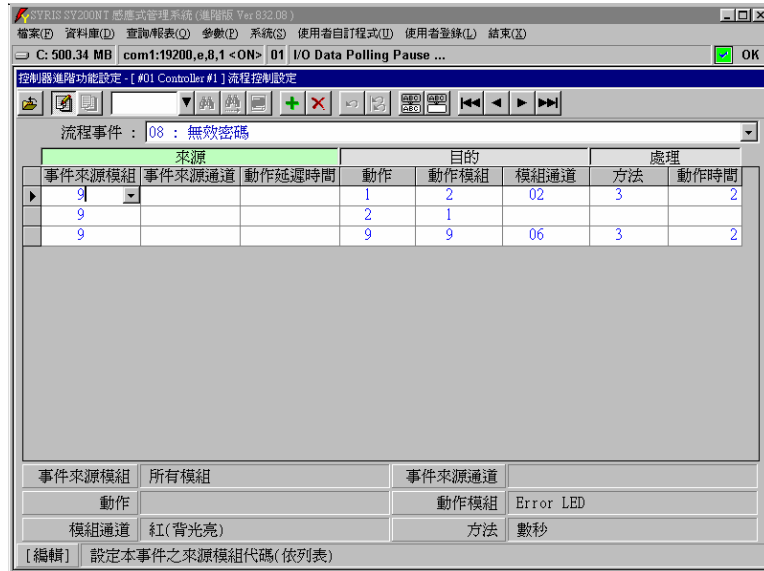 SYRIS SY200NT 感應式管理系統 (進階版 Ver 832.08 )
檔案(F) 資料庫(D) 查詢/報表(Q) 參數(P) 系統(S) 使用者自訂程式(U) 使用者登錄(L) 結束(X)
C: 500.34 MB com1:19200,e,8,1 <ON> 01 I/O Data Polling Pause ... OK
控制器進階功能設定 - [ #01 Controller #1 ] 流程控制設定
流程事件 : 08 : 無效密碼
來源 目的 處理
事件來源模組 事件來源通道 動作延遲時間 動作 動作模組 模組通道 方法 動作時間
9 1 2 02 3 2
9 2 1
9 9 9 06 3 2
事件來源模組 所有模組 事件來源通道
動作 動作模組 Error LED
模組通道 紅(背光亮) 方法 數秒
[編輯] 設定本事件之來源模組代碼(依列表)